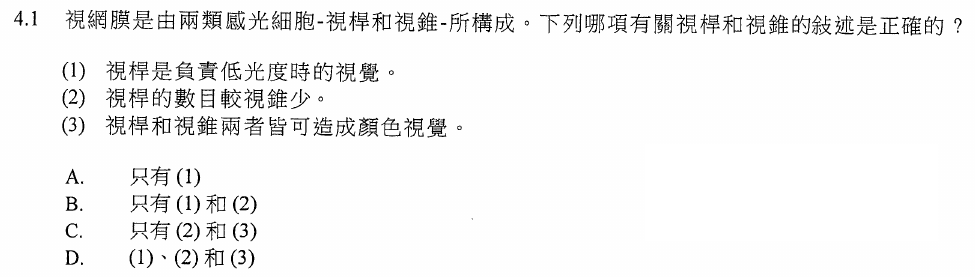 4.1 視網膜是由兩類感光細胞-視桿和視錐-所構成。下列哪項有關視桿和視錐的敍述是正確的？
(1) 視桿是負責低光度時的視覺。
(2) 視桿的數目較視錐少。
(3) 視桿和視錐兩者皆可造成顏色視覺。
A. 只有 (1)
B. 只有 (1) 和 (2)
C. 只有 (2) 和 (3)
D. (1)、(2) 和 (3)